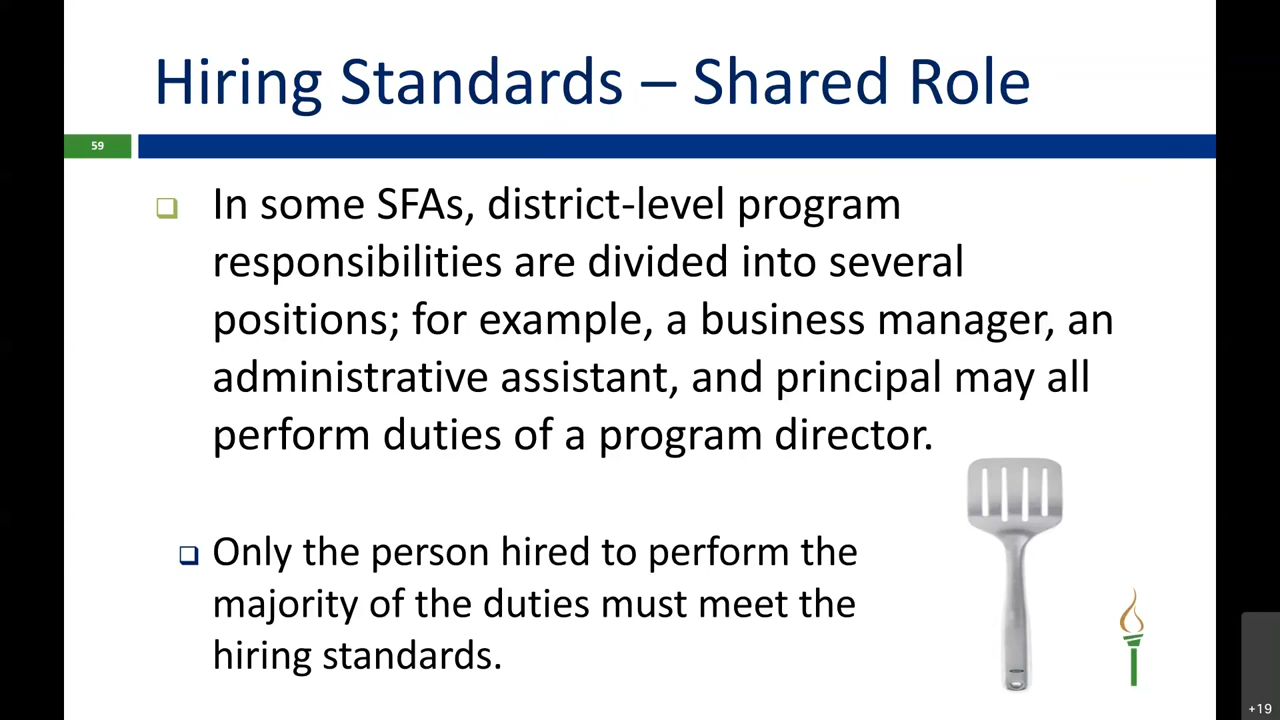 Hiring Standards – Shared Role
59
In some SFAs, district-level program
responsibilities are divided into several
positions; for example, a business manager, an
administrative assistant, and principal may all
perform duties of a program director.
Only the person hired to perform the
majority of the duties must meet the
hiring standards.
+19